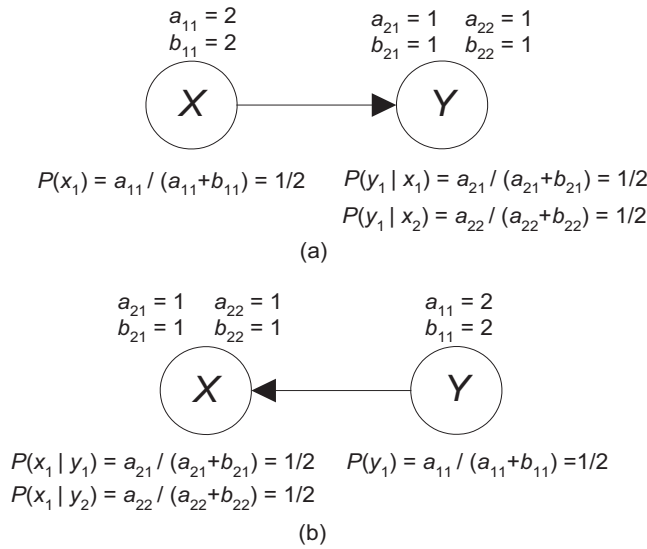 a₁₁ = 2
b₁₁ = 2
a₂₁ = 1 a₂₂ = 1
b₂₁ = 1 b₂₂ = 1
X
Y
P(x₁) = a₁₁ / (a₁₁+b₁₁) = 1/2
P(y₁ | x₁) = a₂₁ / (a₂₁+b₂₁) = 1/2
P(y₁ | x₂) = a₂₂ / (a₂₂+b₂₂) = 1/2
(a)
a₂₁ = 1 a₂₂ = 1
b₂₁ = 1 b₂₂ = 1
a₁₁ = 2
b₁₁ = 2
X
Y
P(x₁ | y₁) = a₂₁ / (a₂₁+b₂₁) = 1/2
P(x₁ | y₂) = a₂₂ / (a₂₂+b₂₂) = 1/2
P(y₁) = a₁₁ / (a₁₁+b₁₁) =1/2
(b)